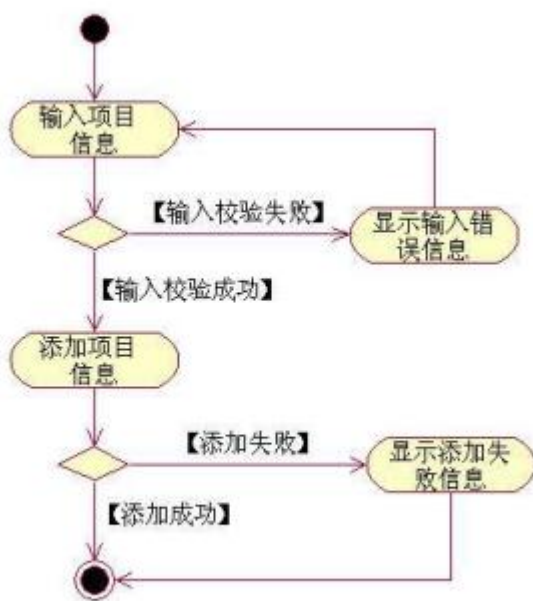 输入项目
信息
【输入校验失败】
显示输入错
误信息
【输入校验成功】
添加项目
信息
【添加失败】
显示添加失
败信息
【添加成功】